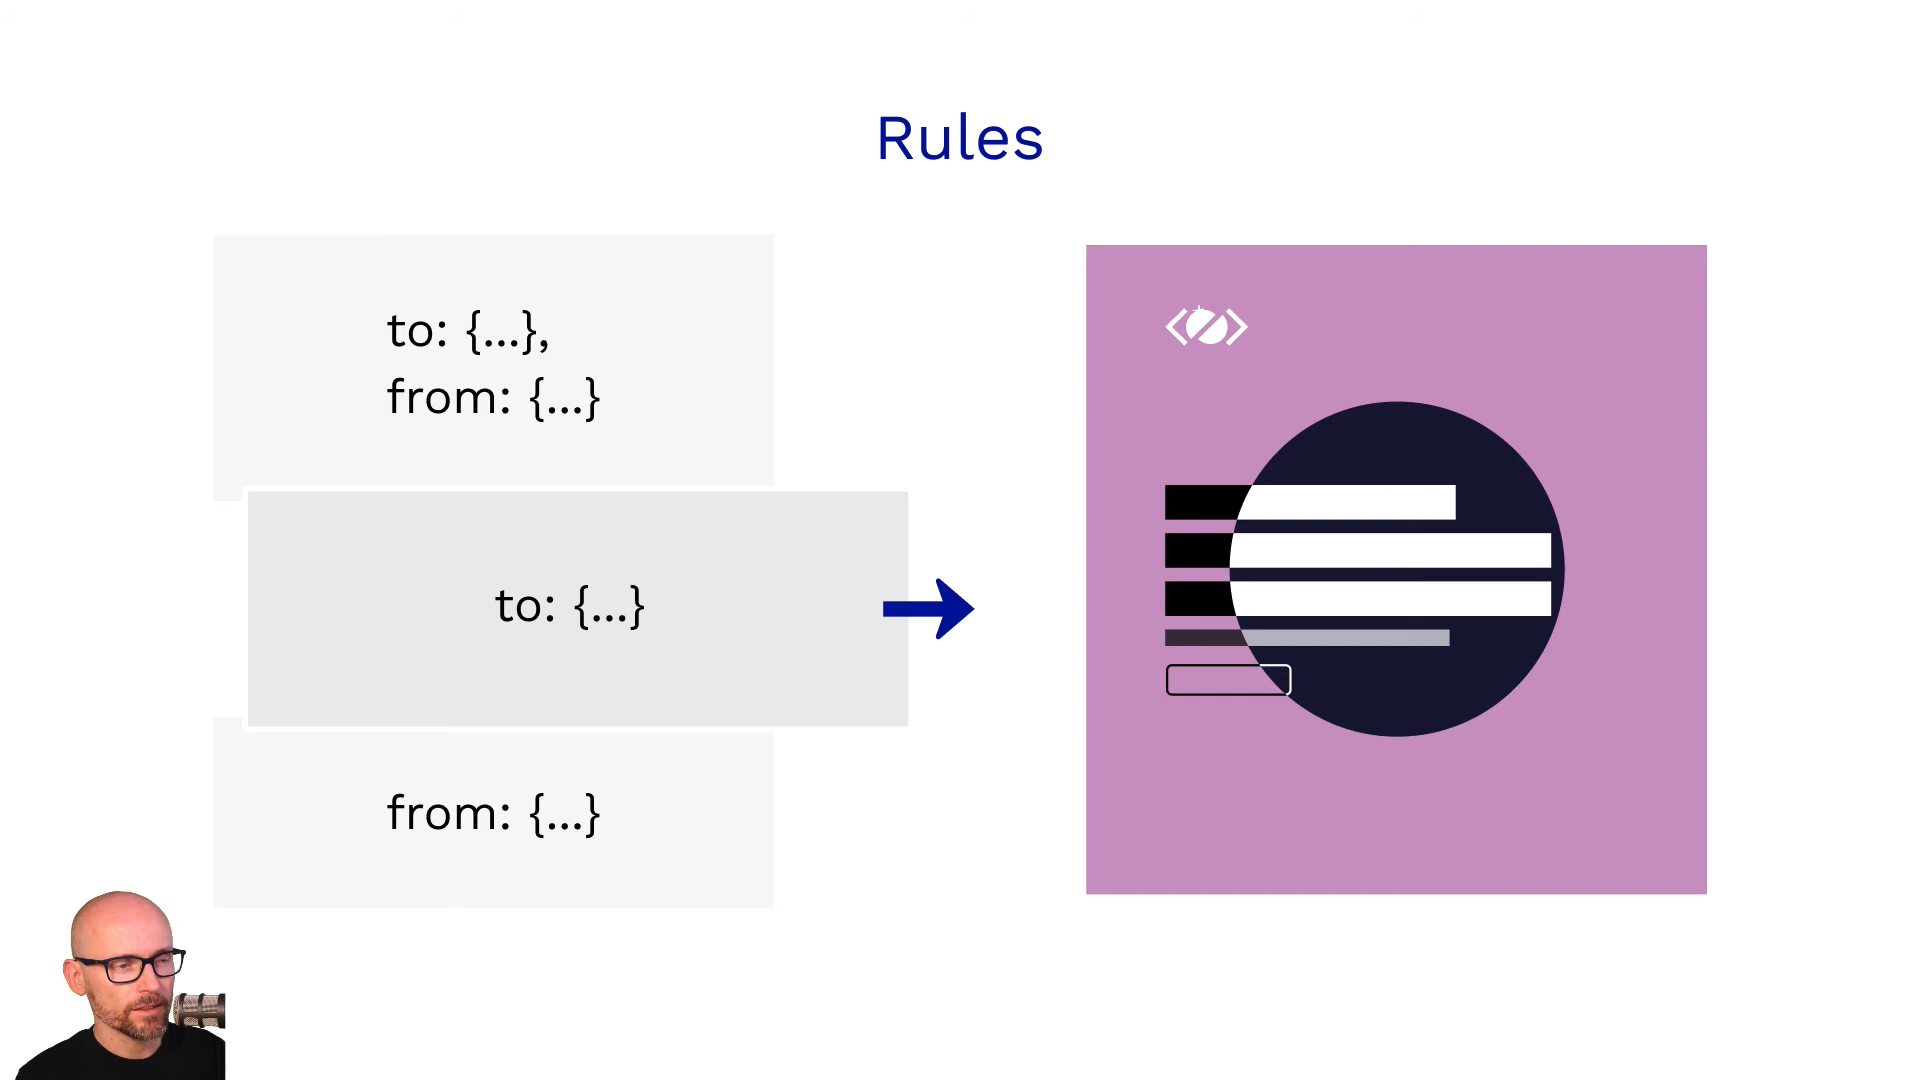 Rules
to: {...},
from: {...}
to: {...}
from: {...}